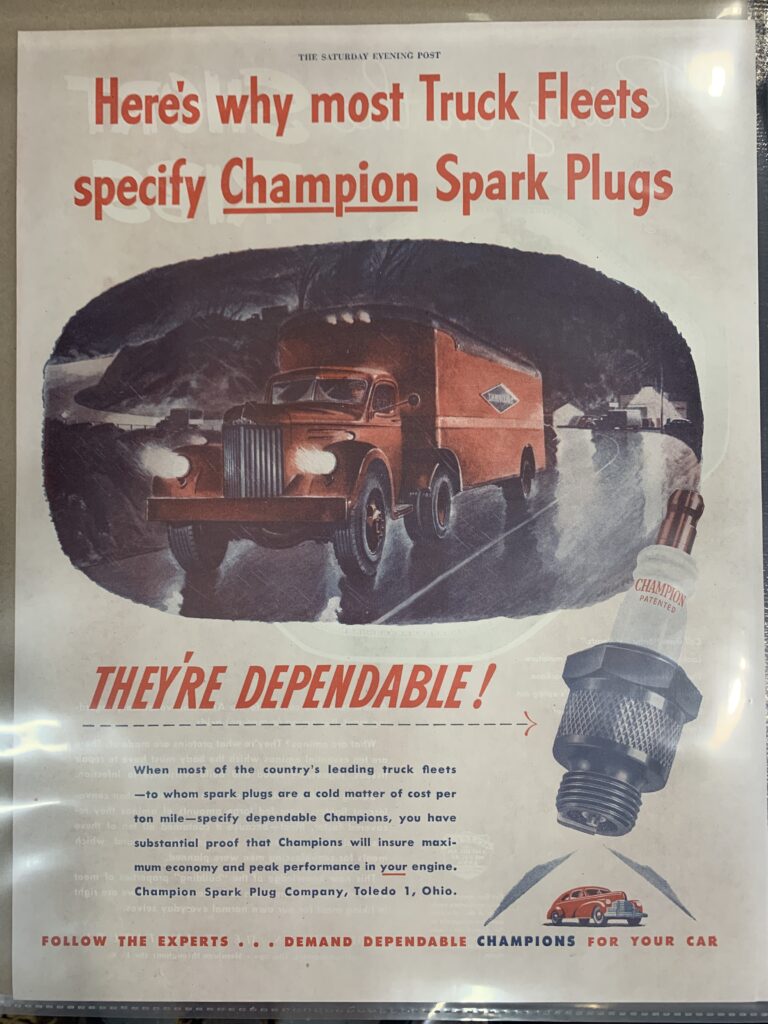 THE SATURDAY EVENING POST
Here's why most Truck Fleets
specify Champion Spark Plugs
CHAMPION
PATENTED
THEY'RE DEPENDABLE!
When most of the country's leading truck fleets
—to whom spark plugs are a cold matter of cost per
ton mile—specify dependable Champions, you have
substantial proof that Champions will insure maxi-
mum economy and peak performance in your engine.
Champion Spark Plug Company, Toledo 1, Ohio.
FOLLOW THE EXPERTS . . . DEMAND DEPENDABLE CHAMPIONS FOR YOUR CAR